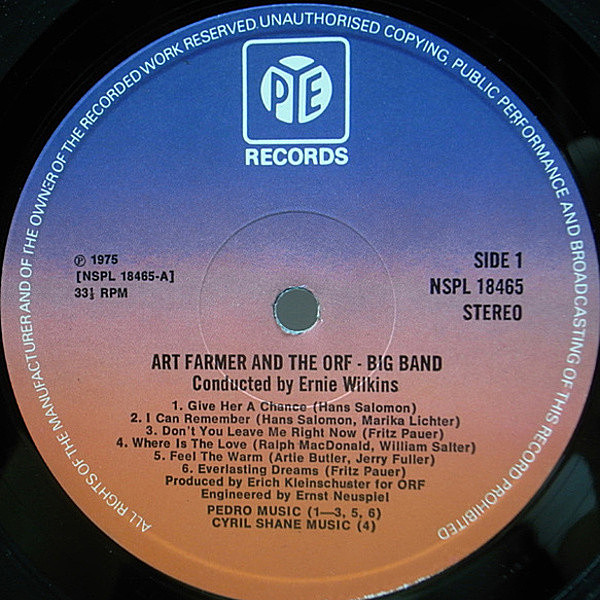 ALL RIGHTS OF THE MANUFACTURER AND OF THE OWNER OF THE RECORDED WORK RESERVED UNAUTHORISED COPYING, PUBLIC PERFORMANCE AND BROADCASTING OF THIS RECORD PROHIBITED
PYE
RECORDS
℗ 1975
[NSPL 18465-A]
33⅓ RPM
SIDE 1
NSPL 18465
STEREO
ART FARMER AND THE ORF - BIG BAND
Conducted by Ernie Wilkins
1. Give Her A Chance (Hans Salomon)
2. I Can Remember (Hans Salomon, Marika Lichter)
3. Don't You Leave Me Right Now (Fritz Pauer)
4. Where Is The Love (Ralph MacDonald, William Salter)
5. Feel The Warm (Artie Butler, Jerry Fuller)
6. Everlasting Dreams (Fritz Pauer)
Produced by Erich Kleinschuster for ORF
Engineered by Ernst Neuspiel
PEDRO MUSIC (1—3, 5, 6)
CYRIL SHANE MUSIC (4)